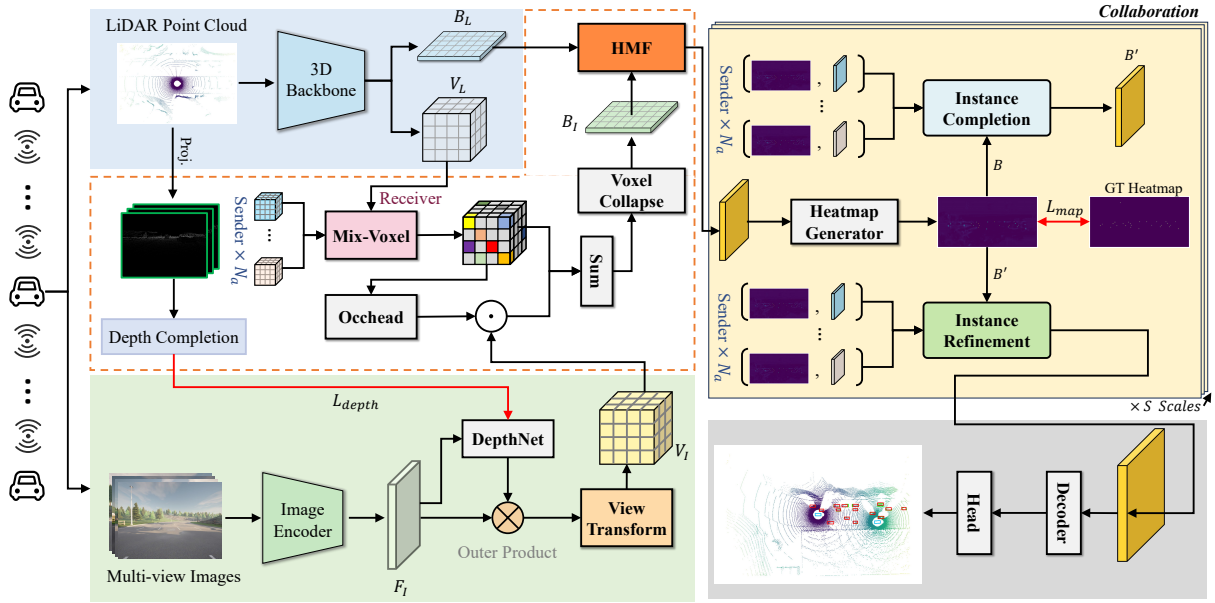 LiDAR Point Cloud
3D
Backbone
B_L
V_L
HMF
B_I
Voxel
Collapse
Sum
Proj.
Sender × N_a
...
Receiver
Mix-Voxel
Occhead
Depth Completion
L_depth
DepthNet
V_I
Image
Encoder
F_I
Outer Product
View
Transform
Multi-view Images
Collaboration
Sender × N_a
,
...
,
Instance
Completion
B′
B
Heatmap
Generator
L_map
GT Heatmap
B′
Sender × N_a
,
...
,
Instance
Refinement
× S Scales
Head
Decoder